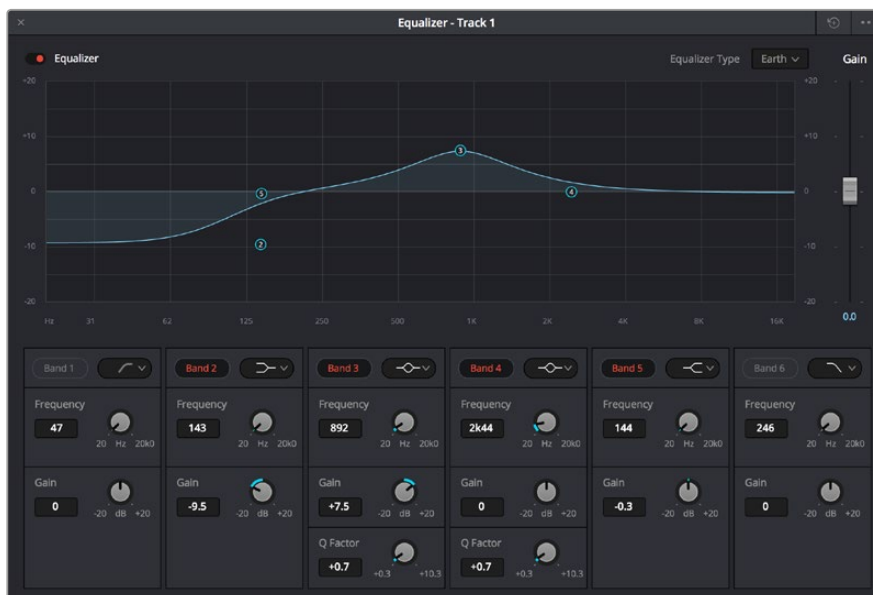 Equalizer - Track 1
Equalizer
Equalizer Type
Earth
Gain
+20
+20
+10
+10
0
0
-10
-10
-20
-20
Hz 31 62 125 250 500 1K 2K 4K 8K 16K
0.0
5
2
3
4
Band 1 Band 2 Band 3 Band 4 Band 5 Band 6
Frequency Frequency Frequency Frequency Frequency Frequency
47 143 892 2k44 144 246
20 Hz 20k0 20 Hz 20k0 20 Hz 20k0 20 Hz 20k0 20 Hz 20k0 20 Hz 20k0
Gain Gain Gain Gain Gain Gain
0 -9.5 +7.5 0 -0.3 0
-20 dB +20 -20 dB +20 -20 dB +20 -20 dB +20 -20 dB +20 -20 dB +20
Q Factor Q Factor
+0.7 +0.7
+0.3 +10.3 +0.3 +10.3